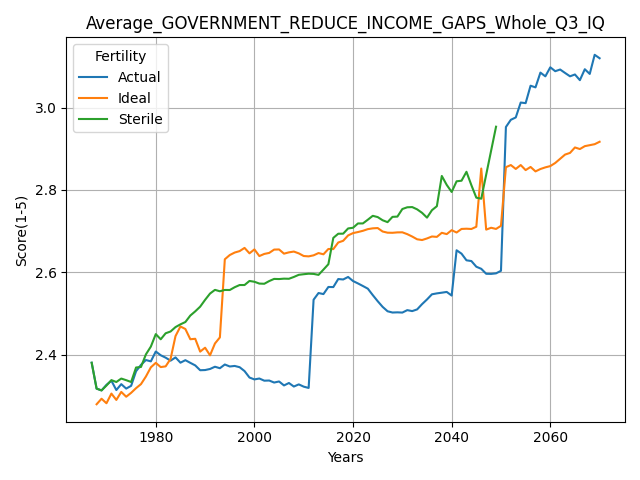 Average_GOVERNMENT_REDUCE_INCOME_GAPS_Whole_Q3_IQ
Fertility
Actual
Ideal
Sterile
Score(1-5)
3.0
2.8
2.6
2.4
1980 2000 2020 2040 2060
Years